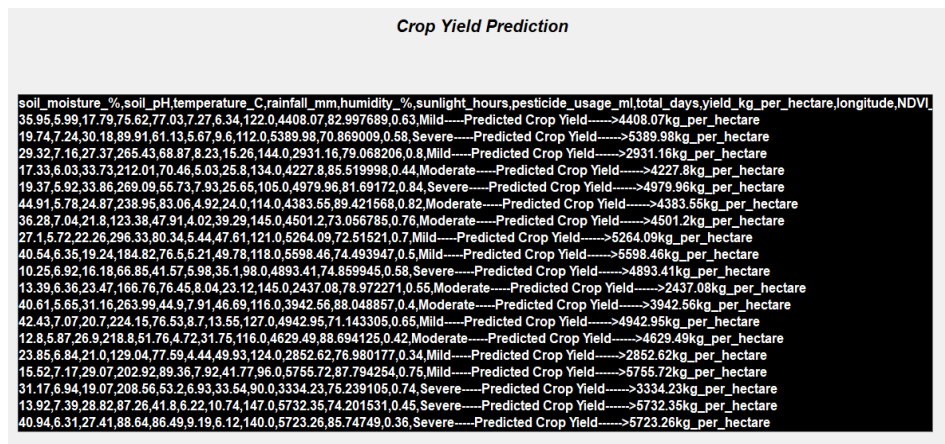 Crop Yield Prediction
soil_moisture_%,soil_pH,temperature_C,rainfall_mm,humidity_%,sunlight_hours,pesticide_usage_ml,total_days,yield_kg_per_hectare,longitude,NDVI_
35.95,5.99,17.79,75.62,77.03,7.27,6.34,122.0,4408.07,82.997689,0.63,Mild-----Predicted Crop Yield------>4408.07kg_per_hectare
19.74,7.24,30.18,89.91,61.13,5.67,9.6,112.0,5389.98,70.869009,0.58,Severe-----Predicted Crop Yield------>5389.98kg_per_hectare
29.32,7.16,27.37,265.43,68.87,8.23,15.26,144.0,2931.16,79.068206,0.8,Mild-----Predicted Crop Yield------>2931.16kg_per_hectare
17.33,6.03,33.73,212.01,70.46,5.03,25.8,134.0,4227.8,85.519998,0.44,Moderate-----Predicted Crop Yield------>4227.8kg_per_hectare
19.37,5.92,33.86,269.09,55.73,7.93,25.65,105.0,4979.96,81.69172,0.84,Severe-----Predicted Crop Yield------>4979.96kg_per_hectare
44.91,5.78,24.87,238.95,83.06,4.92,24.0,114.0,4383.55,89.421568,0.82,Moderate-----Predicted Crop Yield------>4383.55kg_per_hectare
36.28,7.04,21.8,123.38,47.91,4.02,39.29,145.0,4501.2,73.056785,0.76,Moderate-----Predicted Crop Yield------>4501.2kg_per_hectare
27.1,5.72,22.26,296.33,80.34,5.44,47.61,121.0,5264.09,72.51521,0.7,Mild-----Predicted Crop Yield------>5264.09kg_per_hectare
40.54,6.35,19.24,184.82,76.5,5.21,49.78,118.0,5598.46,74.493947,0.5,Mild-----Predicted Crop Yield------>5598.46kg_per_hectare
10.25,6.92,16.18,66.85,41.57,5.98,35.1,98.0,4893.41,74.859945,0.58,Severe-----Predicted Crop Yield------>4893.41kg_per_hectare
13.39,6.36,23.47,166.76,76.45,8.04,23.12,145.0,2437.08,78.972271,0.55,Moderate-----Predicted Crop Yield------>2437.08kg_per_hectare
40.61,5.65,31.16,263.99,44.9,7.91,46.69,116.0,3942.56,88.048857,0.4,Moderate-----Predicted Crop Yield------>3942.56kg_per_hectare
42.43,7.07,20.7,224.15,76.53,8.7,13.55,127.0,4942.95,71.143305,0.65,Mild-----Predicted Crop Yield------>4942.95kg_per_hectare
12.8,5.87,26.9,218.8,51.76,4.72,31.75,116.0,4629.49,88.694125,0.42,Moderate-----Predicted Crop Yield------>4629.49kg_per_hectare
23.85,6.84,21.0,129.04,77.59,4.44,49.93,124.0,2852.62,76.980177,0.34,Mild-----Predicted Crop Yield------>2852.62kg_per_hectare
15.52,7.17,29.07,202.92,89.36,7.92,41.77,96.0,5755.72,87.794254,0.75,Mild-----Predicted Crop Yield------>5755.72kg_per_hectare
31.17,6.94,19.07,208.56,53.2,6.93,33.54,90.0,3334.23,75.239105,0.74,Severe-----Predicted Crop Yield------>3334.23kg_per_hectare
13.92,7.39,28.82,87.26,41.8,6.22,10.74,147.0,5732.35,74.201531,0.45,Severe-----Predicted Crop Yield------>5732.35kg_per_hectare
40.94,6.31,27.41,88.64,86.49,9.19,6.12,140.0,5723.26,85.74749,0.36,Severe-----Predicted Crop Yield------>5723.26kg_per_hectare